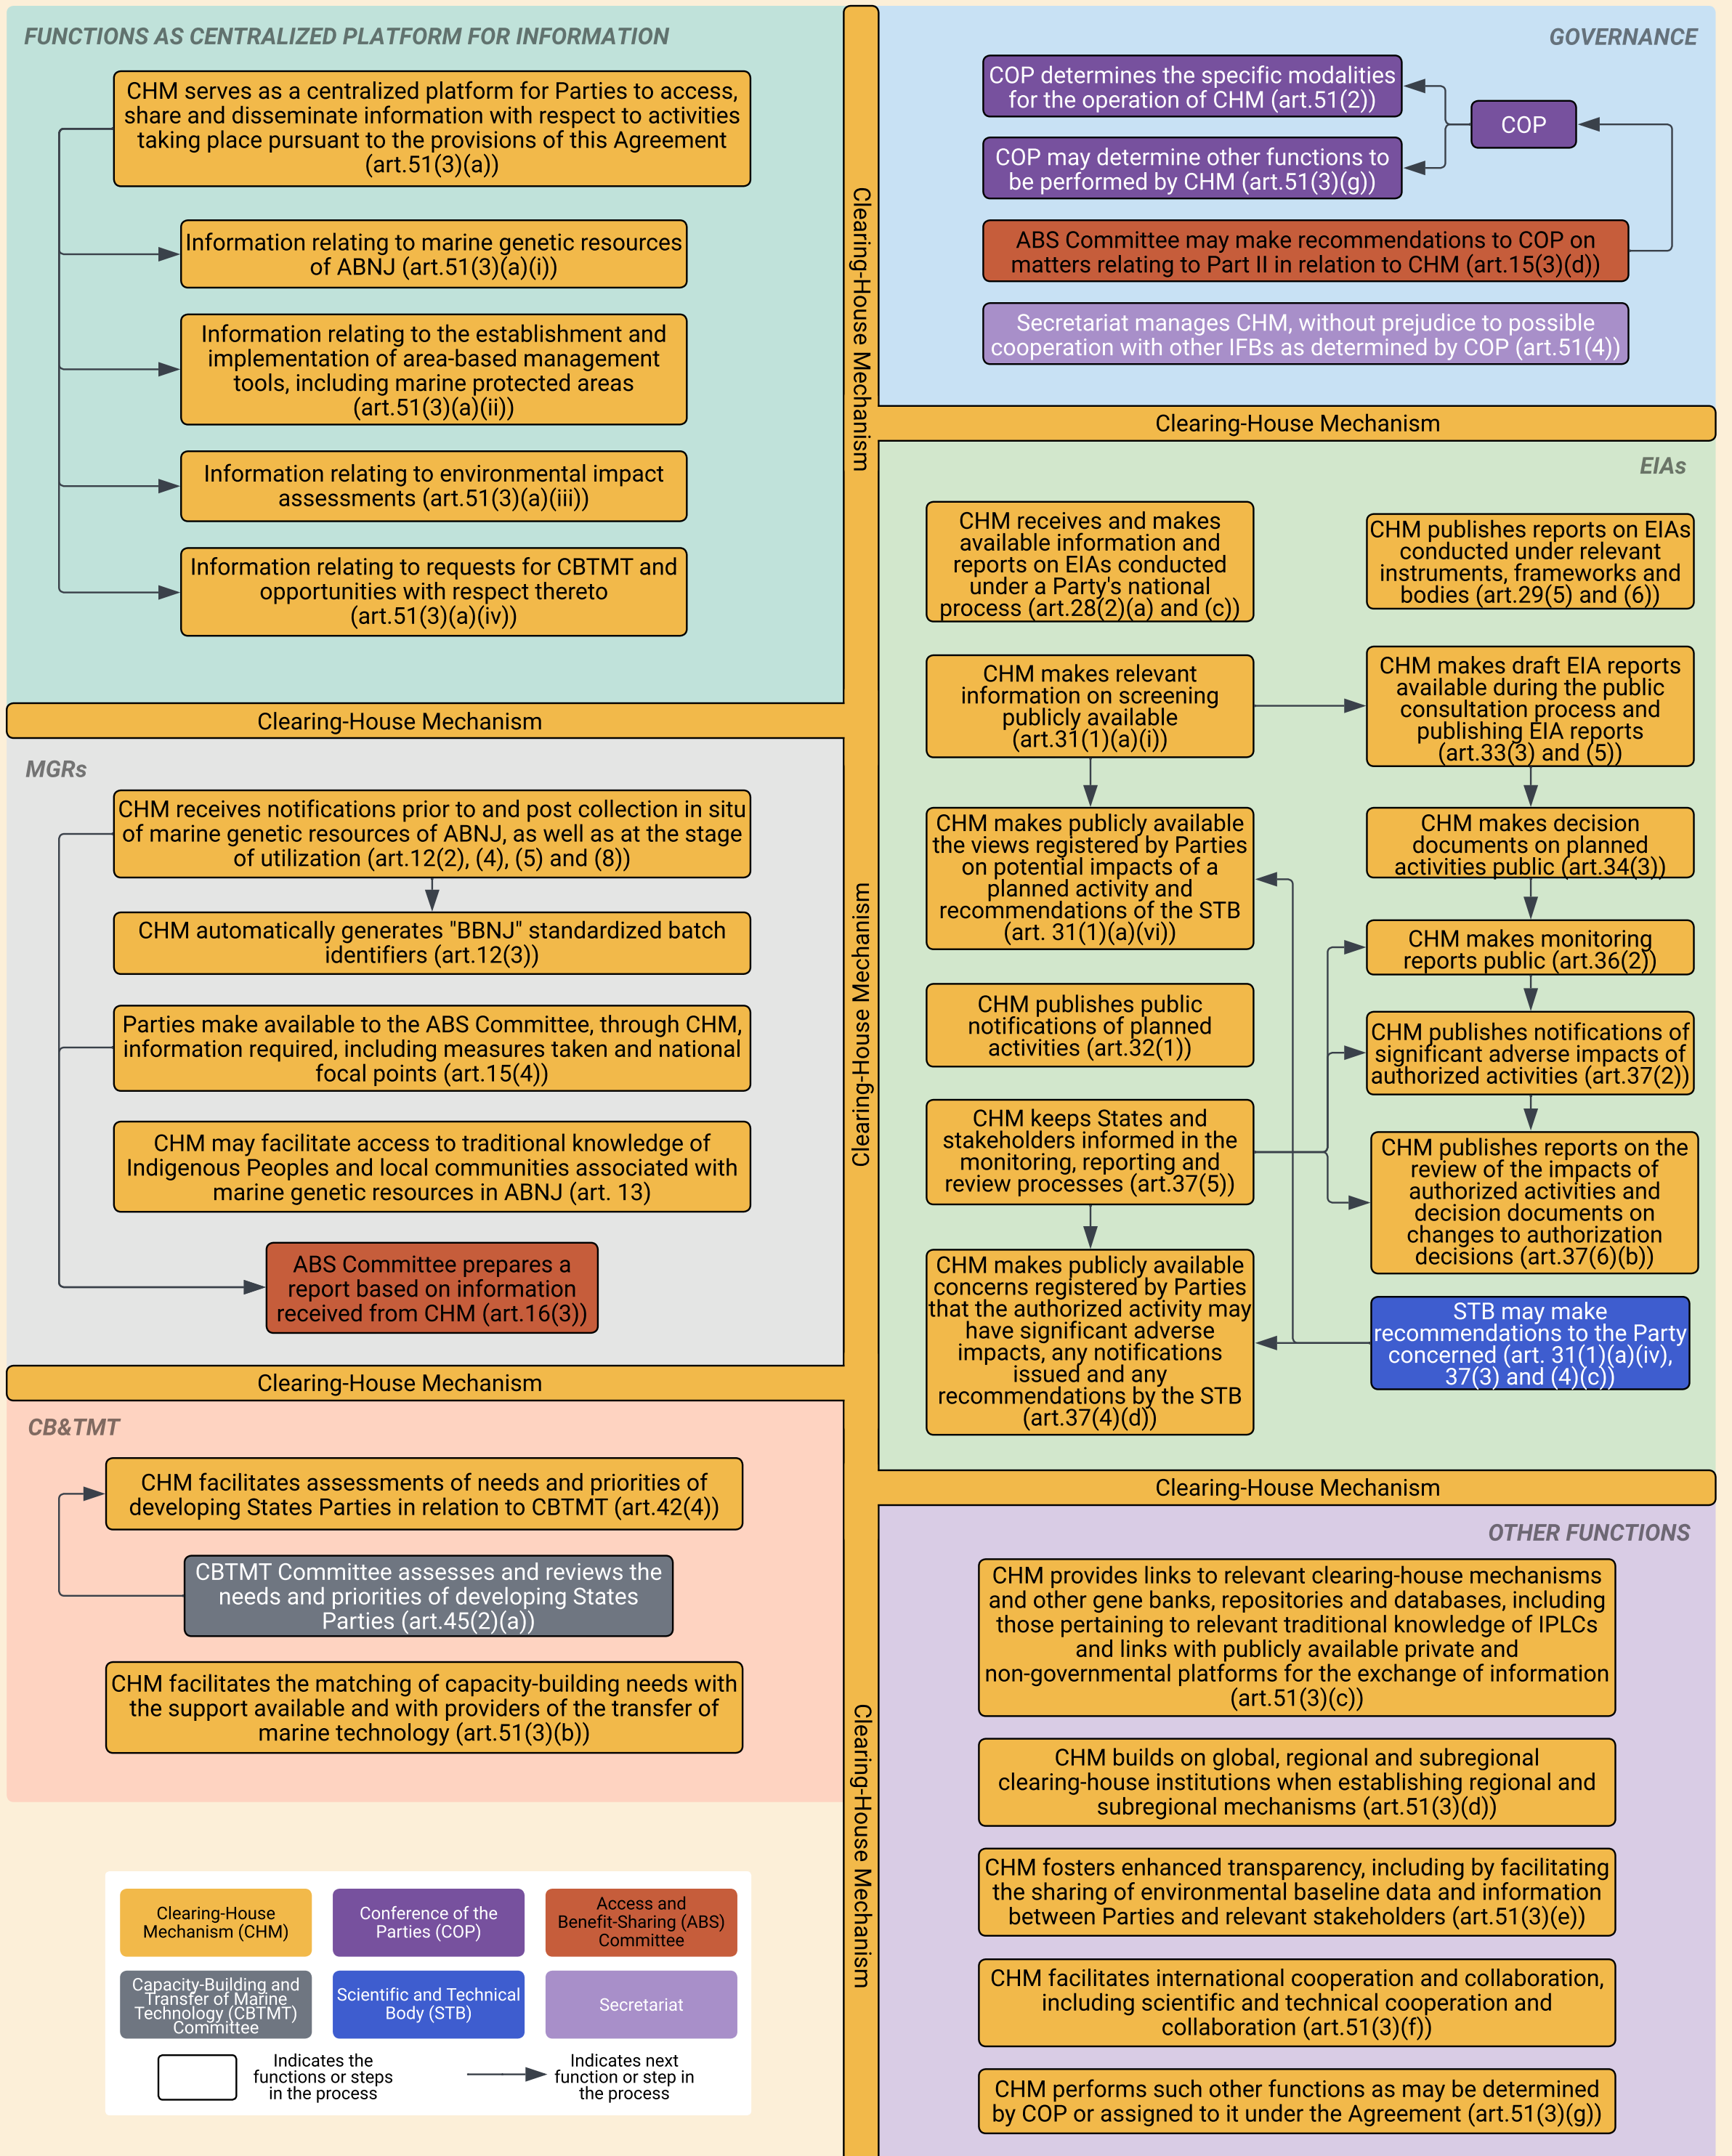 FUNCTIONS AS CENTRALIZED PLATFORM FOR INFORMATION
CHM serves as a centralized platform for Parties to access,
share and disseminate information with respect to activities
taking place pursuant to the provisions of this Agreement
(art.51(3)(a))
Information relating to marine genetic resources
of ABNJ (art.51(3)(a)(i))
Information relating to the establishment and
implementation of area-based management
tools, including marine protected areas
(art.51(3)(a)(ii))
Information relating to environmental impact
assessments (art.51(3)(a)(iii))
Information relating to requests for CBTMT and
opportunities with respect thereto
(art.51(3)(a)(iv))
Clearing-House Mechanism
GOVERNANCE
COP determines the specific modalities
for the operation of CHM (art.51(2))
COP
COP may determine other functions to
be performed by CHM (art.51(3)(g))
ABS Committee may make recommendations to COP on
matters relating to Part II in relation to CHM (art.15(3)(d))
Secretariat manages CHM, without prejudice to possible
cooperation with other IFBs as determined by COP (art.51(4))
Clearing-House Mechanism
Clearing-House Mechanism
MGRs
CHM receives notifications prior to and post collection in situ
of marine genetic resources of ABNJ, as well as at the stage
of utilization (art.12(2), (4), (5) and (8))
CHM automatically generates "BBNJ" standardized batch
identifiers (art.12(3))
Parties make available to the ABS Committee, through CHM,
information required, including measures taken and national
focal points (art.15(4))
CHM may facilitate access to traditional knowledge of
Indigenous Peoples and local communities associated with
marine genetic resources in ABNJ (art. 13)
ABS Committee prepares a
report based on information
received from CHM (art.16(3))
Clearing-House Mechanism
EIAs
CHM receives and makes
available information and
reports on EIAs conducted
under a Party's national
process (art.28(2)(a) and (c))
CHM publishes reports on EIAs
conducted under relevant
instruments, frameworks and
bodies (art.29(5) and (6))
CHM makes relevant
information on screening
publicly available
(art.31(1)(a)(i))
CHM makes draft EIA reports
available during the public
consultation process and
publishing EIA reports
(art.33(3) and (5))
CHM makes publicly available
the views registered by Parties
on potential impacts of a
planned activity and
recommendations of the STB
(art. 31(1)(a)(vi))
CHM makes decision
documents on planned
activities public (art.34(3))
CHM makes monitoring
reports public (art.36(2))
CHM publishes public
notifications of planned
activities (art.32(1))
CHM publishes notifications of
significant adverse impacts of
authorized activities (art.37(2))
CHM keeps States and
stakeholders informed in the
monitoring, reporting and
review processes (art.37(5))
CHM publishes reports on the
review of the impacts of
authorized activities and
decision documents on
changes to authorization
decisions (art.37(6)(b))
CHM makes publicly available
concerns registered by Parties
that the authorized activity may
have significant adverse
impacts, any notifications
issued and any
recommendations by the STB
(art.37(4)(d))
STB may make
recommendations to the Party
concerned (art. 31(1)(a)(iv),
37(3) and (4)(c))
Clearing-House Mechanism
Clearing-House Mechanism
CB&TMT
CHM facilitates assessments of needs and priorities of
developing States Parties in relation to CBTMT (art.42(4))
CBTMT Committee assesses and reviews the
needs and priorities of developing States
Parties (art.45(2)(a))
CHM facilitates the matching of capacity-building needs with
the support available and with providers of the transfer of
marine technology (art.51(3)(b))
Clearing-House Mechanism
OTHER FUNCTIONS
CHM provides links to relevant clearing-house mechanisms
and other gene banks, repositories and databases, including
those pertaining to relevant traditional knowledge of IPLCs
and links with publicly available private and
non-governmental platforms for the exchange of information
(art.51(3)(c))
CHM builds on global, regional and subregional
clearing-house institutions when establishing regional and
subregional mechanisms (art.51(3)(d))
CHM fosters enhanced transparency, including by facilitating
the sharing of environmental baseline data and information
between Parties and relevant stakeholders (art.51(3)(e))
CHM facilitates international cooperation and collaboration,
including scientific and technical cooperation and
collaboration (art.51(3)(f))
CHM performs such other functions as may be determined
by COP or assigned to it under the Agreement (art.51(3)(g))
Clearing-House
Mechanism (CHM)
Conference of the
Parties (COP)
Access and
Benefit-Sharing (ABS)
Committee
Capacity-Building and
Transfer of Marine
Technology (CBTMT)
Committee
Scientific and Technical
Body (STB)
Secretariat
Indicates the
functions or steps
in the process
Indicates next
function or step in
the process